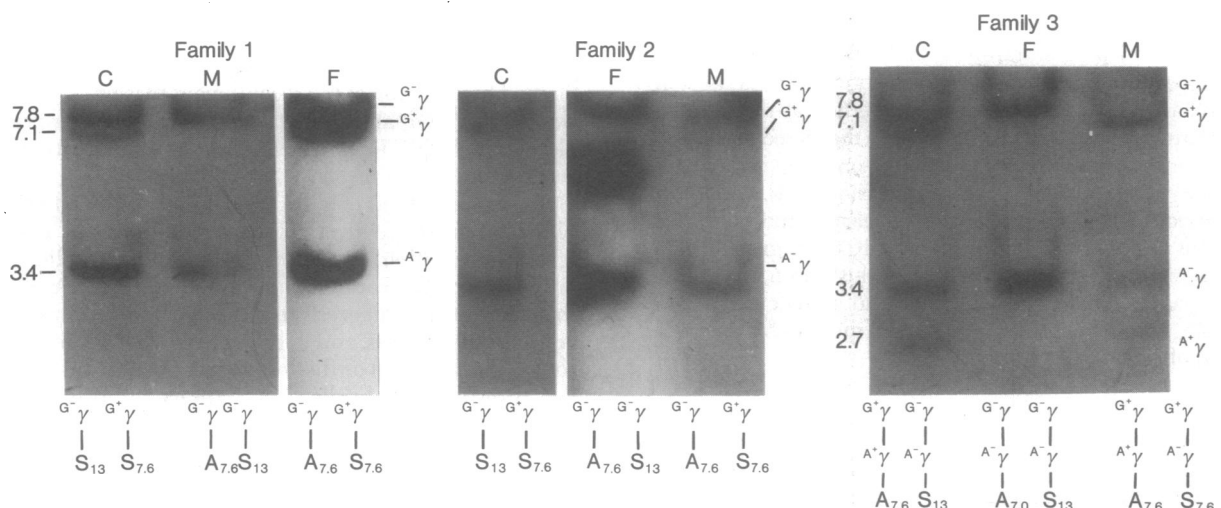 Family 1
C M F
7.8
7.1
3.4
G⁻γ
G⁺γ
A⁻γ
G⁻γ G⁺γ G⁻γ G⁻γ G⁻γ G⁺γ
S₁₃ S₇.₆ A₇.₆ S₁₃ A₇.₆ S₇.₆
Family 2
C F M
G⁻γ
G⁺γ
A⁻γ
G⁻γ G⁺γ G⁻γ G⁻γ G⁻γ G⁺γ
S₁₃ S₇.₆ A₇.₆ S₁₃ A₇.₆ S₇.₆
Family 3
C F M
7.8
7.1
3.4
2.7
G⁻γ
G⁺γ
A⁻γ
A⁺γ
G⁺γ G⁻γ G⁻γ G⁻γ G⁺γ G⁺γ
A⁺γ A⁻γ A⁻γ A⁻γ A⁺γ A⁻γ
A₇.₆ S₁₃ A₇.₀ S₁₃ A₇.₆ S₇.₆